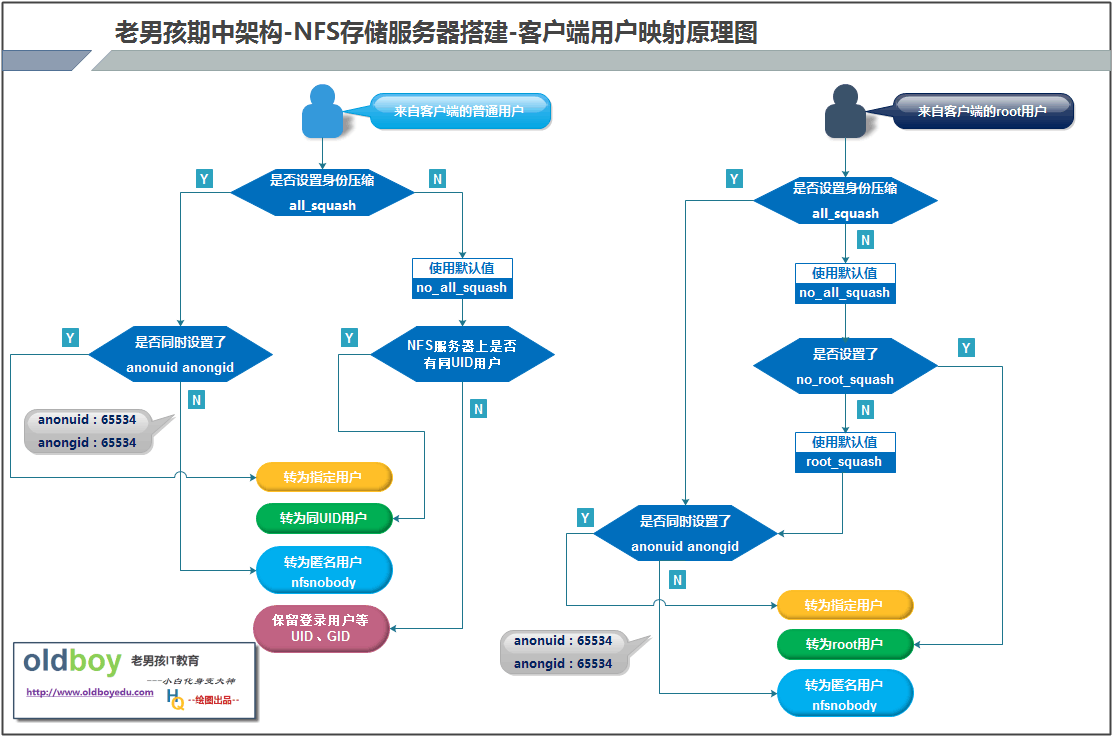 老男孩期中架构-NFS存储服务器搭建-客户端用户映射原理图
来自客户端的普通用户
Y
是否设置身份压缩
all_squash
N
使用默认值
no_all_squash
Y
是否同时设置了
anonuid anongid
N
anonuid：65534
anongid：65534
Y
NFS服务器上是否
有同UID用户
N
转为指定用户
转为同UID用户
转为匿名用户
nfsnobody
保留登录用户等
UID、GID
来自客户端的root用户
Y
是否设置身份压缩
all_squash
N
使用默认值
no_all_squash
是否设置了
no_root_squash
Y
N
使用默认值
root_squash
Y
是否同时设置了
anonuid anongid
N
anonuid：65534
anongid：65534
转为指定用户
转为root用户
转为匿名用户
nfsnobody
oldboy 老男孩IT教育
---小白化身变大神
http://www.oldboyedu.com
HQ --绘图出品--